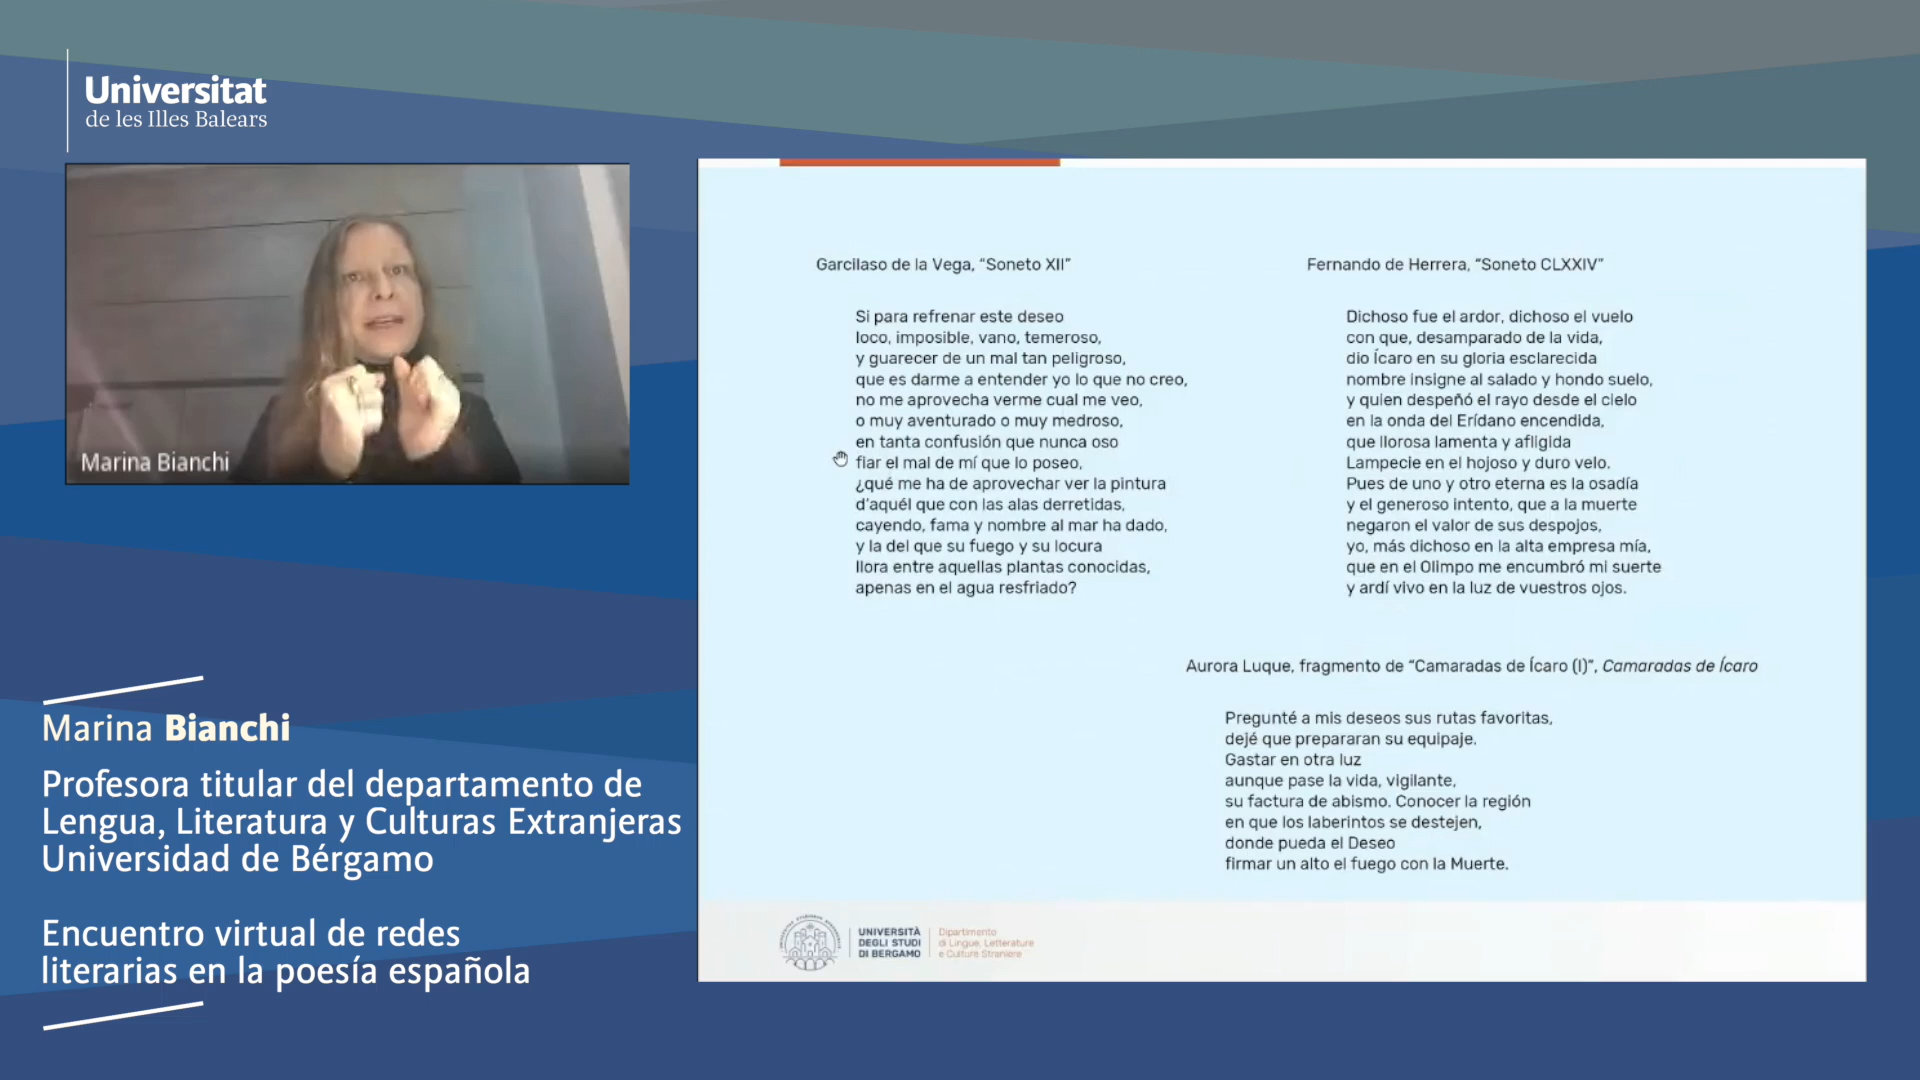 Universitat
de les Illes Balears
Marina Bianchi
Marina Bianchi
Profesora titular del departamento de
Lengua, Literatura y Culturas Extranjeras
Universidad de Bérgamo
Encuentro virtual de redes
literarias en la poesía española
Garcilaso de la Vega, “Soneto XII”
Si para refrenar este deseo
loco, imposible, vano, temeroso,
y guarecer de un mal tan peligroso,
que es darme a entender yo lo que no creo,
no me aprovecha verme cual me veo,
o muy aventurado o muy medroso,
en tanta confusión que nunca oso
fiar el mal de mí que lo poseo,
¿qué me ha de aprovechar ver la pintura
d’aquél que con las alas derretidas,
cayendo, fama y nombre al mar ha dado,
y la del que su fuego y su locura
llora entre aquellas plantas conocidas,
apenas en el agua resfriado?
Fernando de Herrera, “Soneto CLXXIV”
Dichoso fue el ardor, dichoso el vuelo
con que, desamparado de la vida,
dio Ícaro en su gloria esclarecida
nombre insigne al salado y hondo suelo,
y quien despeñó el rayo desde el cielo
en la onda del Erídano encendida,
que llorosa lamenta y afligida
Lampecie en el hojoso y duro velo.
Pues de uno y otro eterna es la osadía
y el generoso intento, que a la muerte
negaron el valor de sus despojos,
yo, más dichoso en la alta empresa mía,
que en el Olimpo me encumbró mi suerte
y ardí vivo en la luz de vuestros ojos.
Aurora Luque, fragmento de “Camaradas de Ícaro (I)”, Camaradas de Ícaro
Pregunté a mis deseos sus rutas favoritas,
dejé que prepararan su equipaje.
Gastar en otra luz
aunque pase la vida, vigilante,
su factura de abismo. Conocer la región
en que los laberintos se destejen,
donde pueda el Deseo
firmar un alto el fuego con la Muerte.
UNIVERSITÀ
DEGLI STUDI
DI BERGAMO
Dipartimento
di Lingue, Letterature
e Culture Straniere